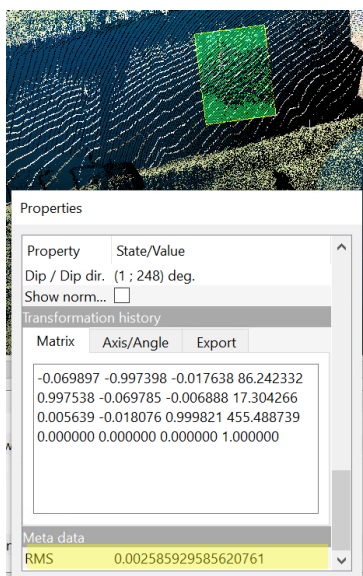 Properties
Property State/Value
Dip / Dip dir. (1 ; 248) deg.
Show norm...
Transformation history
Matrix Axis/Angle Export
-0.069897 -0.997398 -0.017638 86.242332
0.997538 -0.069785 -0.006888 17.304266
0.005639 -0.018076 0.999821 455.488739
0.000000 0.000000 0.000000 1.000000
Meta data
RMS 0.002585929585620761